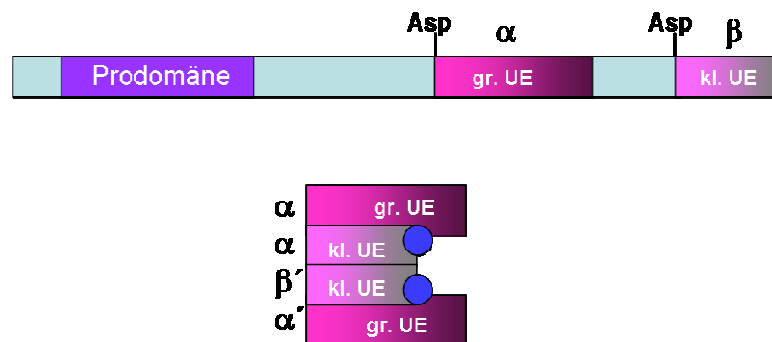 Asp α Asp β
Prodomäne gr. UE kl. UE
α gr. UE
α kl. UE
β´ kl. UE
α´ gr. UE